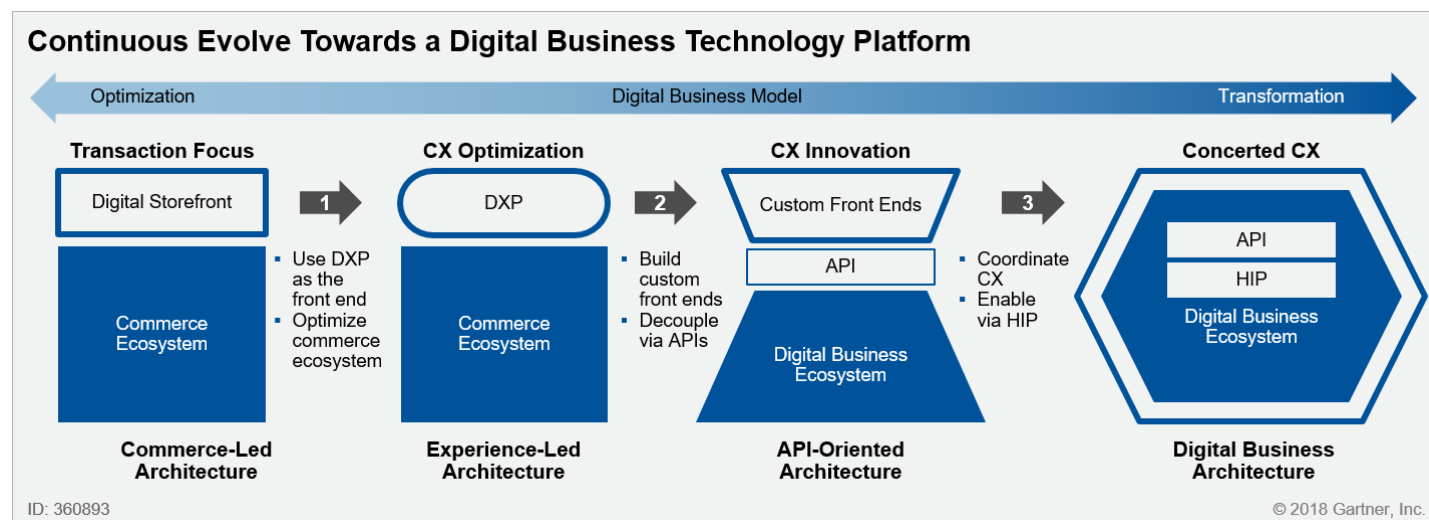 Continuous Evolve Towards a Digital Business Technology Platform
Optimization
Digital Business Model
Transformation
Transaction Focus
Digital Storefront
Commerce
Ecosystem
Commerce-Led
Architecture
1
▪ Use DXP
as the
front end
▪ Optimize
commerce
ecosystem
CX Optimization
DXP
Commerce
Ecosystem
Experience-Led
Architecture
2
▪ Build
custom
front ends
▪ Decouple
via APIs
CX Innovation
Custom Front Ends
API
Digital Business
Ecosystem
API-Oriented
Architecture
3
▪ Coordinate
CX
▪ Enable
via HIP
Concerted CX
API
HIP
Digital Business
Ecosystem
Digital Business
Architecture
ID: 360893
© 2018 Gartner, Inc.